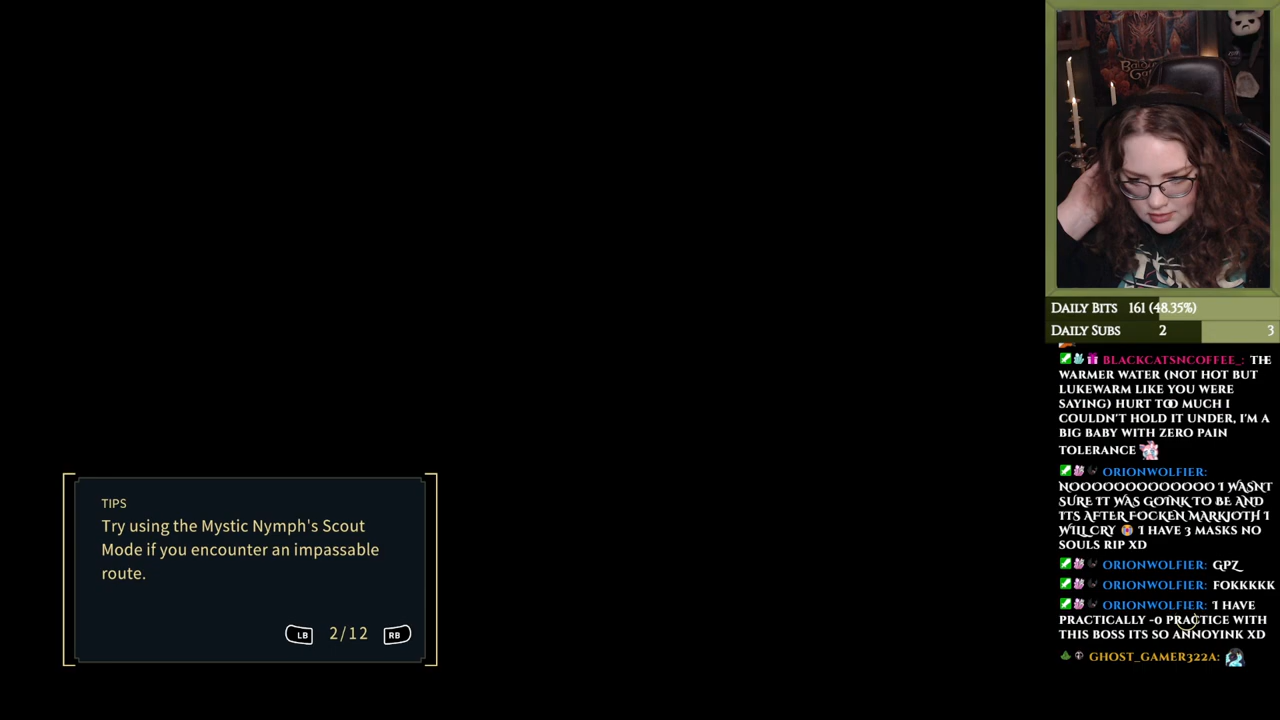 TIPS
Try using the Mystic Nymph's Scout
Mode if you encounter an impassable
route.
LB 2/12 RB
DAILY BITS 161 (48.35%)
DAILY SUBS 2 3
BLACKCATSNCOFFEE_: THE
WARMER WATER (NOT HOT BUT
LUKEWARM LIKE YOU WERE
SAYING) HURT TOO MUCH I
COULDN'T HOLD IT UNDER, I'M A
BIG BABY WITH ZERO PAIN
TOLERANCE
ORIONWOLFIER:
NOOOOOOOOOOOOO I WASN'T
SURE IT WAS GOINK TO BE AND
ITS AFTER FOCKEN MARKJOTH I
WILL CRY I HAVE 3 MASKS NO
SOULS RIP XD
ORIONWOLFIER: GPZ
ORIONWOLFIER: FOKKKKK
ORIONWOLFIER: I HAVE
PRACTICALLY -0 PRACTICE WITH
THIS BOSS ITS SO ANNOYINK XD
GHOST_GAMER322A: